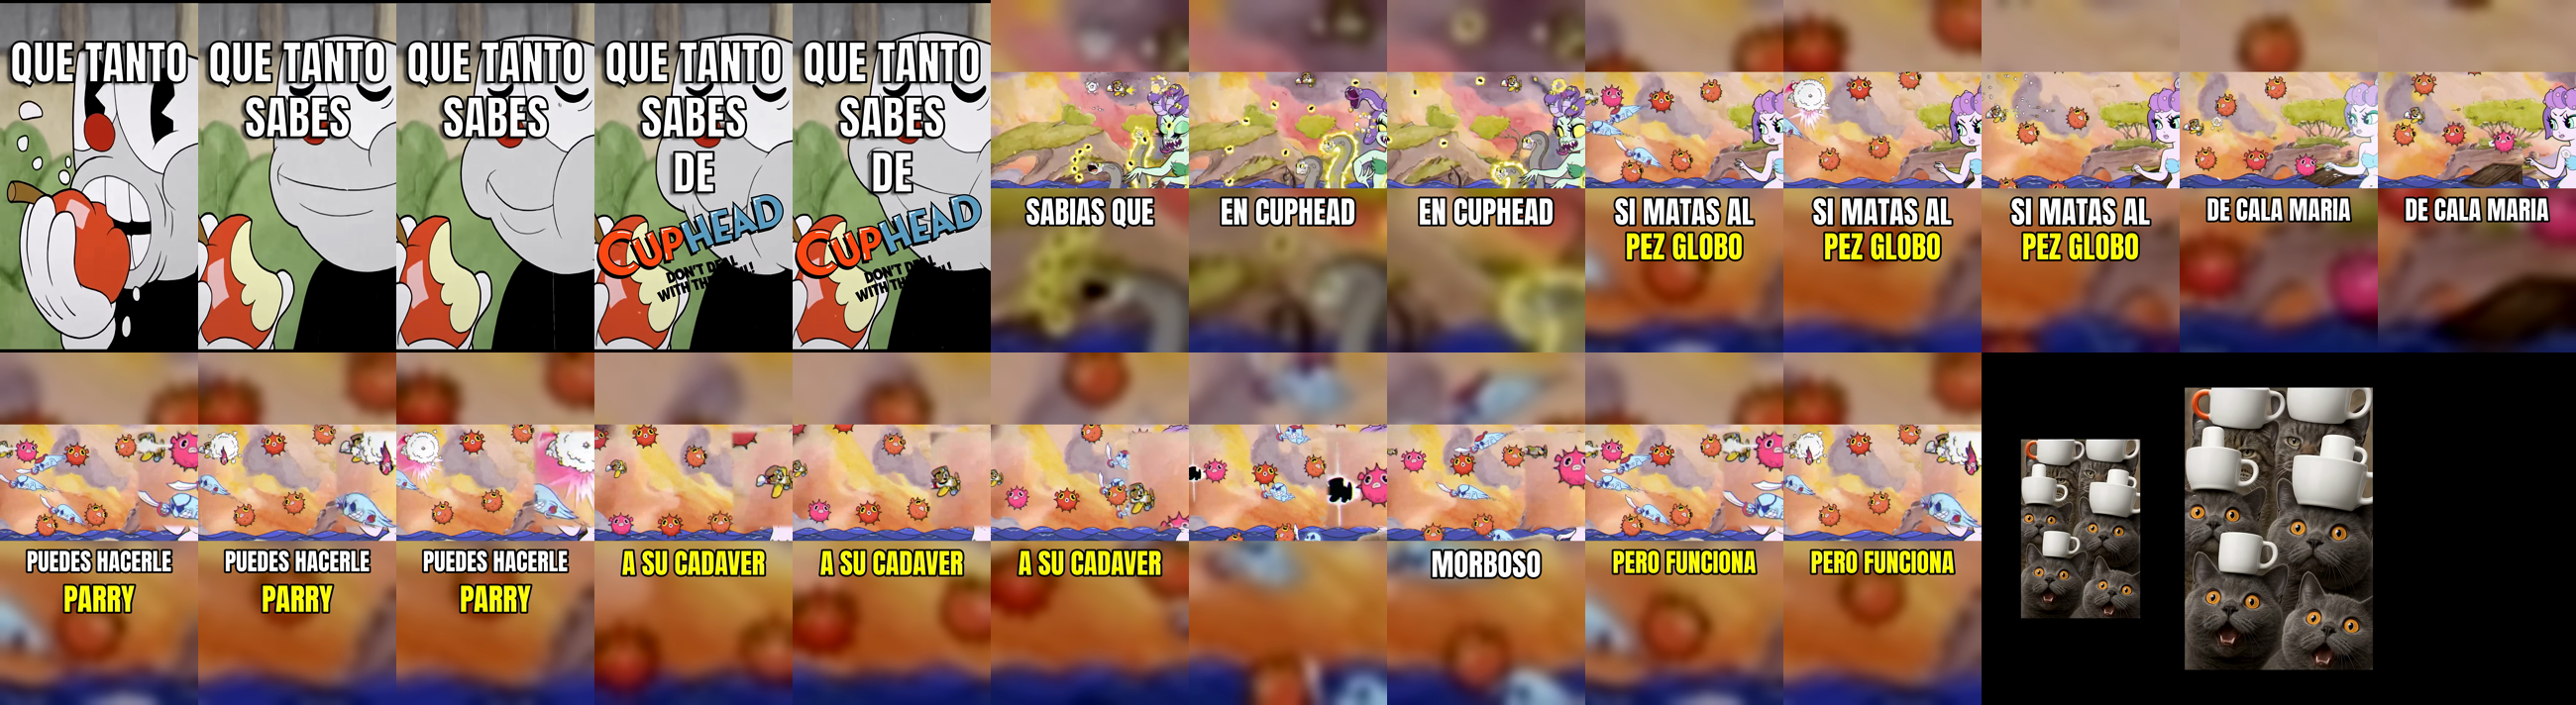 QUE TANTO
SABES
QUE TANTO
SABES
QUE TANTO
SABES
QUE TANTO
SABES
DE
CUPHEAD
DON'T DEAL
WITH TH
QUE TANTO
SABES
DE
CUPHEAD
DON'T DEAL
WITH TH
SABIAS QUE
EN CUPHEAD
EN CUPHEAD
SI MATAS AL
PEZ GLOBO
SI MATAS AL
PEZ GLOBO
SI MATAS AL
PEZ GLOBO
DE CALA MARIA
DE CALA MARIA
PUEDES HACERLE
PARRY
PUEDES HACERLE
PARRY
PUEDES HACERLE
PARRY
A SU CADAVER
A SU CADAVER
A SU CADAVER
MORBOSO
PERO FUNCIONA
PERO FUNCIONA